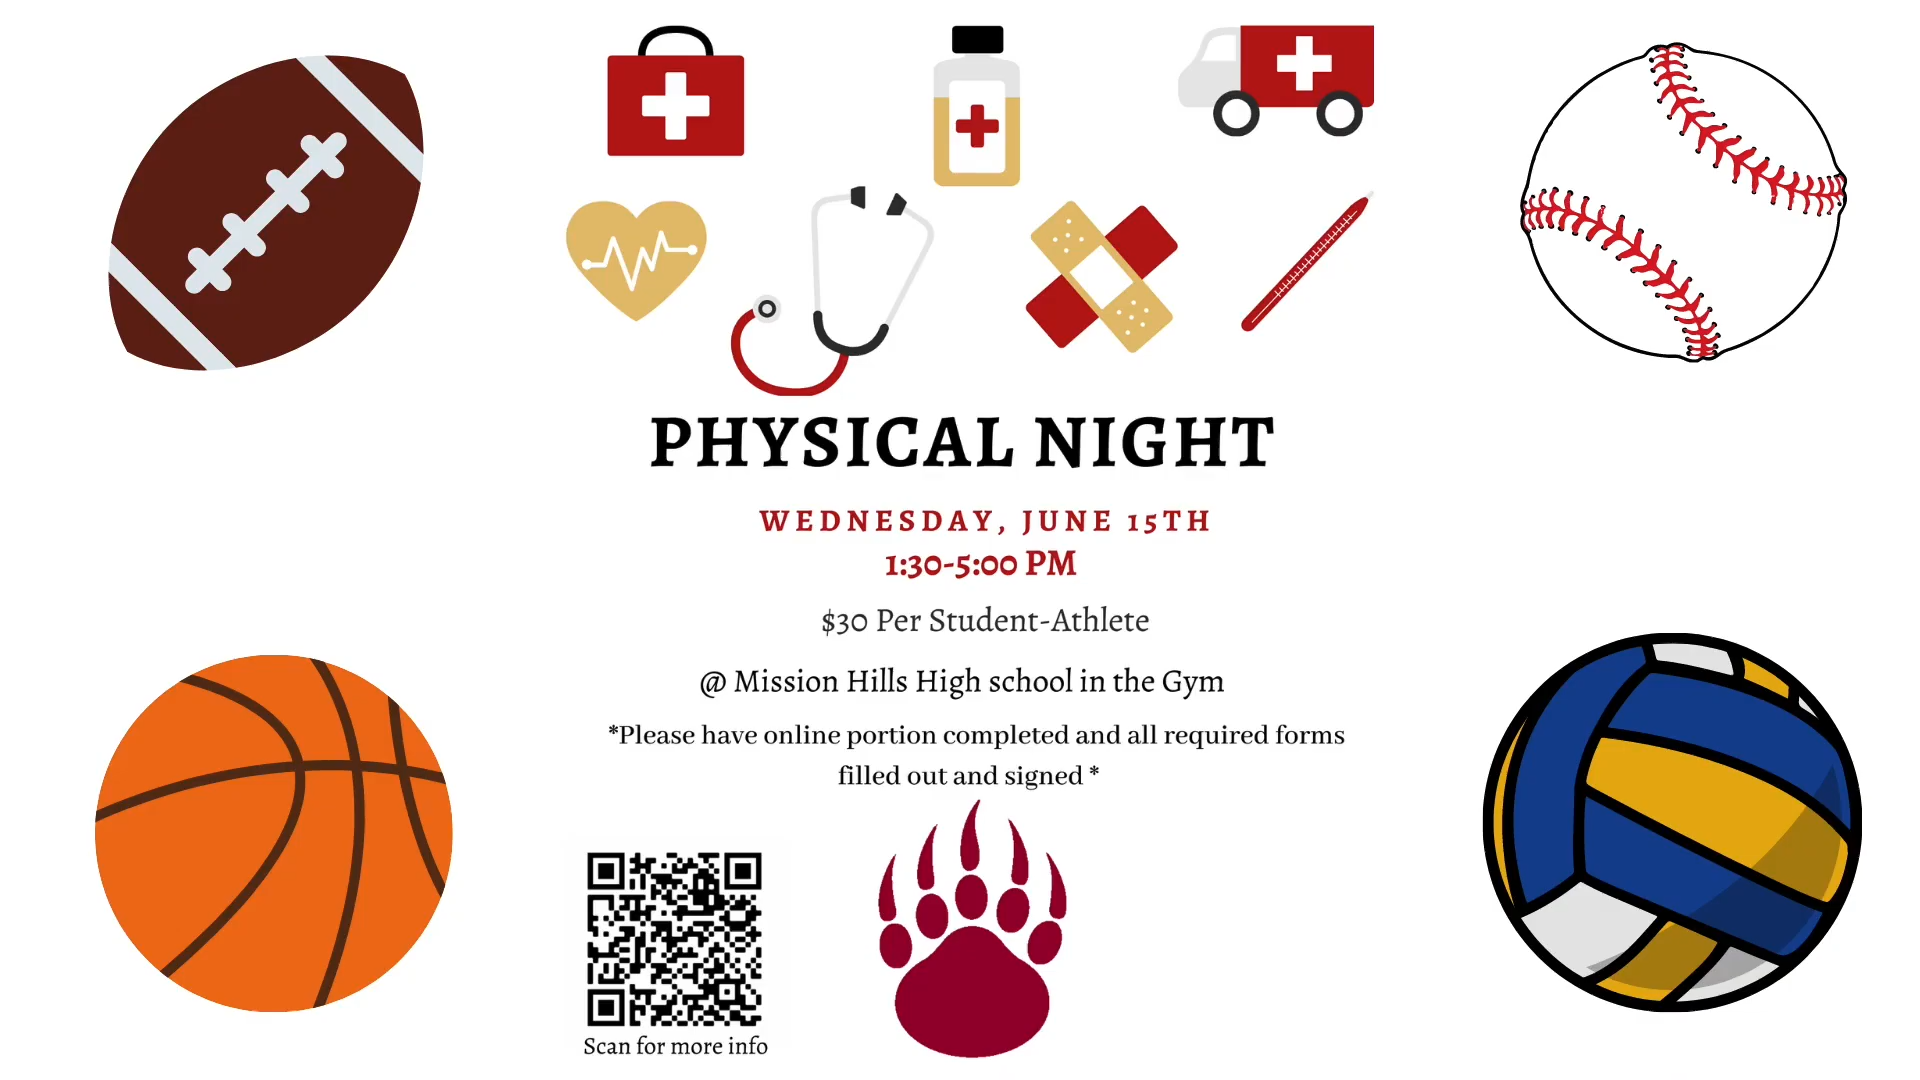 PHYSICAL NIGHT
WEDNESDAY, JUNE 15TH
1:30-5:00 PM
$30 Per Student-Athlete
@ Mission Hills High school in the Gym
*Please have online portion completed and all required forms
filled out and signed *
Scan for more info